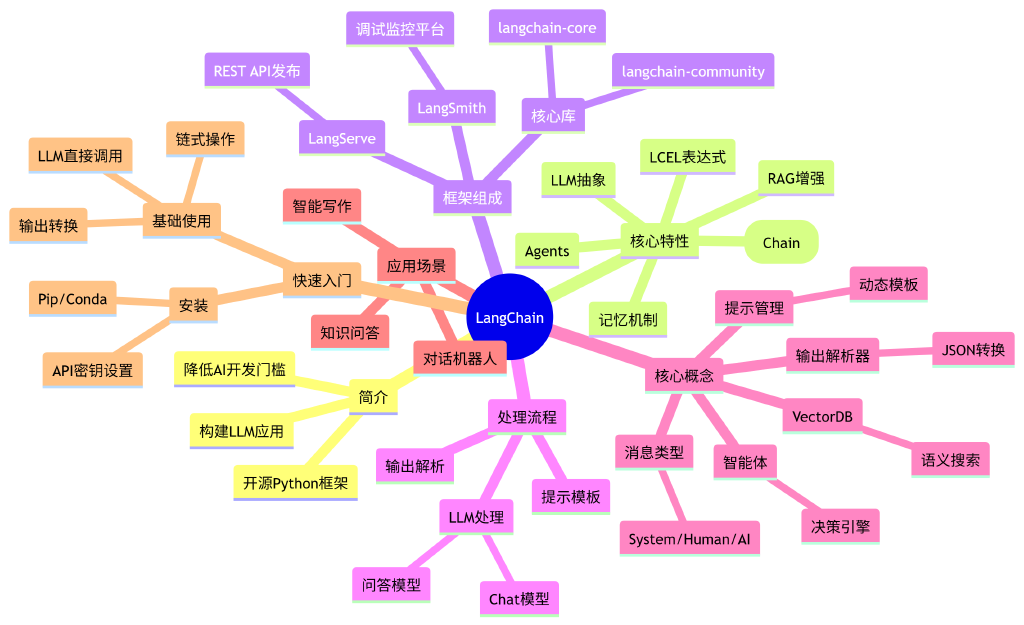 LangChain
简介
开源Python框架
构建LLM应用
降低AI开发门槛
核心特性
LLM抽象
LCEL表达式
RAG增强
Chain
Agents
记忆机制
框架组成
核心库
langchain-core
langchain-community
LangSmith
调试监控平台
LangServe
REST API发布
快速入门
安装
Pip/Conda
API密钥设置
基础使用
LLM直接调用
链式操作
输出转换
应用场景
智能写作
知识问答
对话机器人
处理流程
输出解析
提示模板
LLM处理
问答模型
Chat模型
核心概念
提示管理
动态模板
输出解析器
JSON转换
VectorDB
语义搜索
智能体
决策引擎
消息类型
System/Human/AI